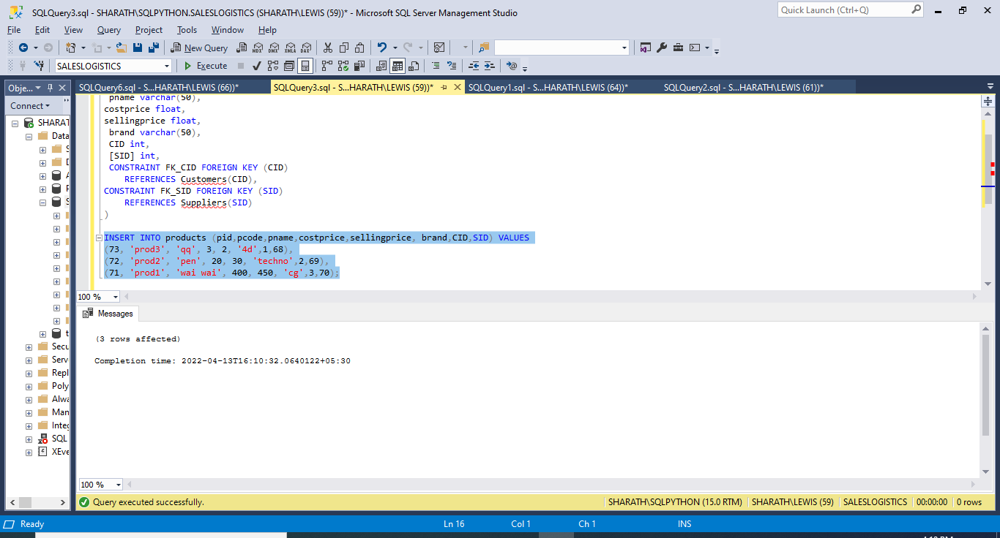 SQLQuery3.sql - SHARATH\SQLPYTHON.SALESLOGISTICS (SHARATH\LEWIS (59))* - Microsoft SQL Server Management Studio
Quick Launch (Ctrl+Q)
File Edit View Query Project Tools Window Help
New Query
MDX DMX XMLA DAX
SALESLOGISTICS
Execute
Obje...
SQLQuery6.sql - S...HARATH\LEWIS (66))*
SQLQuery3.sql - S...HARATH\LEWIS (59))*
SQLQuery1.sql - S...HARATH\LEWIS (64))*
SQLQuery2.sql - S...HARATH\LEWIS (61))*
Connect
SHARAT
Data
S
D
A
P
S
t
Secu
Serv
Repl
Poly
Alwa
Man
Integ
SQL
XEve
pname varchar(50),
costprice float,
sellingprice float,
brand varchar(50),
CID int,
[SID] int,
CONSTRAINT FK_CID FOREIGN KEY (CID)
REFERENCES Customers(CID),
CONSTRAINT FK_SID FOREIGN KEY (SID)
REFERENCES Suppliers(SID)
)
INSERT INTO products (pid,pcode,pname,costprice,sellingprice, brand,CID,SID) VALUES
(73, 'prod3', 'qq', 3, 2, '4d',1,68),
(72, 'prod2', 'pen', 20, 30, 'techno',2,69),
(71, 'prod1', 'wai wai', 400, 450, 'cg',3,70);
100 %
Messages
(3 rows affected)
Completion time: 2022-04-13T16:10:32.0640122+05:30
100 %
Query executed successfully.
SHARATH\SQLPYTHON (15.0 RTM)
SHARATH\LEWIS (59)
SALESLOGISTICS
00:00:00
0 rows
Ready
Ln 16
Col 1
Ch 1
INS